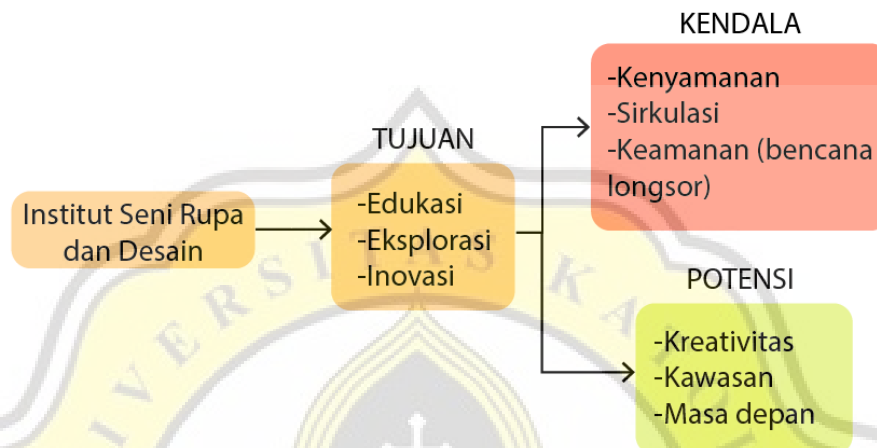 Institut Seni Rupa
dan Desain
TUJUAN
-Edukasi
-Eksplorasi
-Inovasi
KENDALA
-Kenyamanan
-Sirkulasi
-Keamanan (bencana
longsor)
POTENSI
-Kreativitas
-Kawasan
-Masa depan